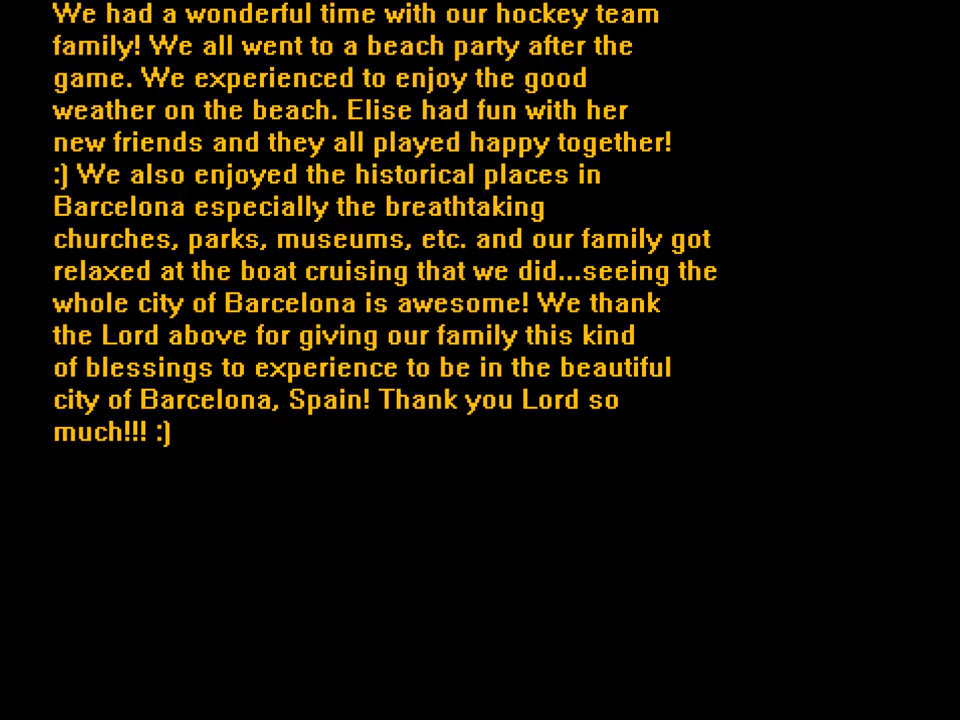 We had a wonderful time with our hockey team
family! We all went to a beach party after the
game. We experienced to enjoy the good
weather on the beach. Elise had fun with her
new friends and they all played happy together!
:) We also enjoyed the historical places in
Barcelona especially the breathtaking
churches, parks, museums, etc. and our family got
relaxed at the boat cruising that we did...seeing the
whole city of Barcelona is awesome! We thank
the Lord above for giving our family this kind
of blessings to experience to be in the beautiful
city of Barcelona, Spain! Thank you Lord so
much!!! :)